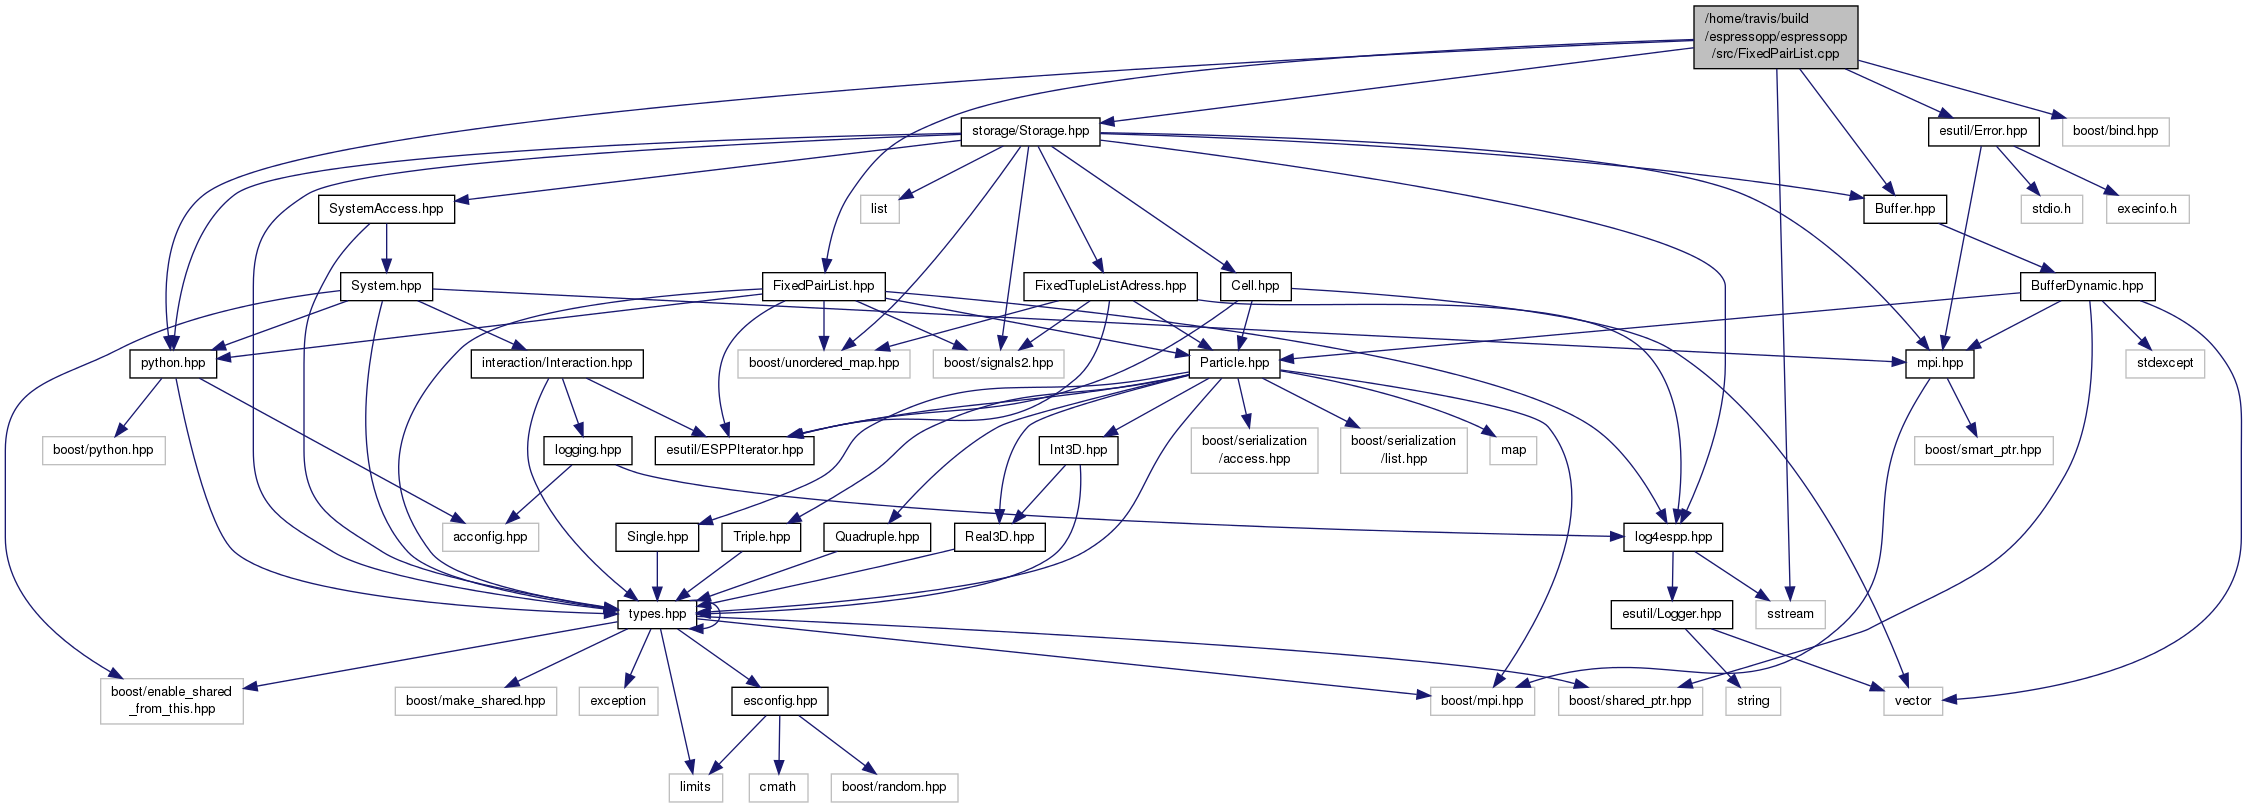 /home/travis/build
/espressopp/espressopp
/src/FixedPairList.cpp
storage/Storage.hpp
esutil/Error.hpp
boost/bind.hpp
SystemAccess.hpp
list
Buffer.hpp
stdio.h
execinfo.h
System.hpp
FixedPairList.hpp
FixedTupleListAdress.hpp
Cell.hpp
BufferDynamic.hpp
python.hpp
interaction/Interaction.hpp
boost/unordered_map.hpp
boost/signals2.hpp
Particle.hpp
mpi.hpp
stdexcept
boost/python.hpp
logging.hpp
esutil/ESPPIterator.hpp
Int3D.hpp
boost/serialization
/access.hpp
boost/serialization
/list.hpp
map
boost/smart_ptr.hpp
acconfig.hpp
Single.hpp
Triple.hpp
Quadruple.hpp
Real3D.hpp
log4espp.hpp
types.hpp
esutil/Logger.hpp
sstream
boost/enable_shared
_from_this.hpp
boost/make_shared.hpp
exception
esconfig.hpp
boost/mpi.hpp
boost/shared_ptr.hpp
string
vector
limits
cmath
boost/random.hpp